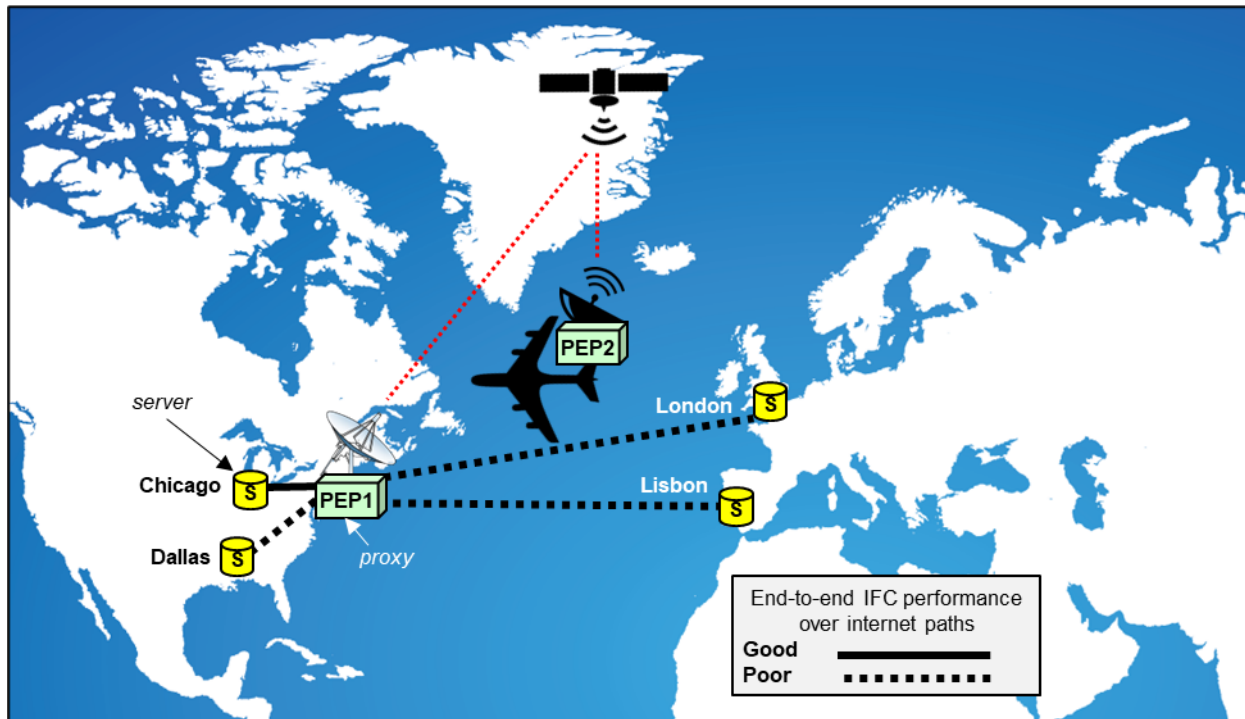 PEP2
London
S
server
Chicago
S
PEP1
Lisbon
S
Dallas
S
proxy
End-to-end IFC performance
over internet paths
Good
Poor